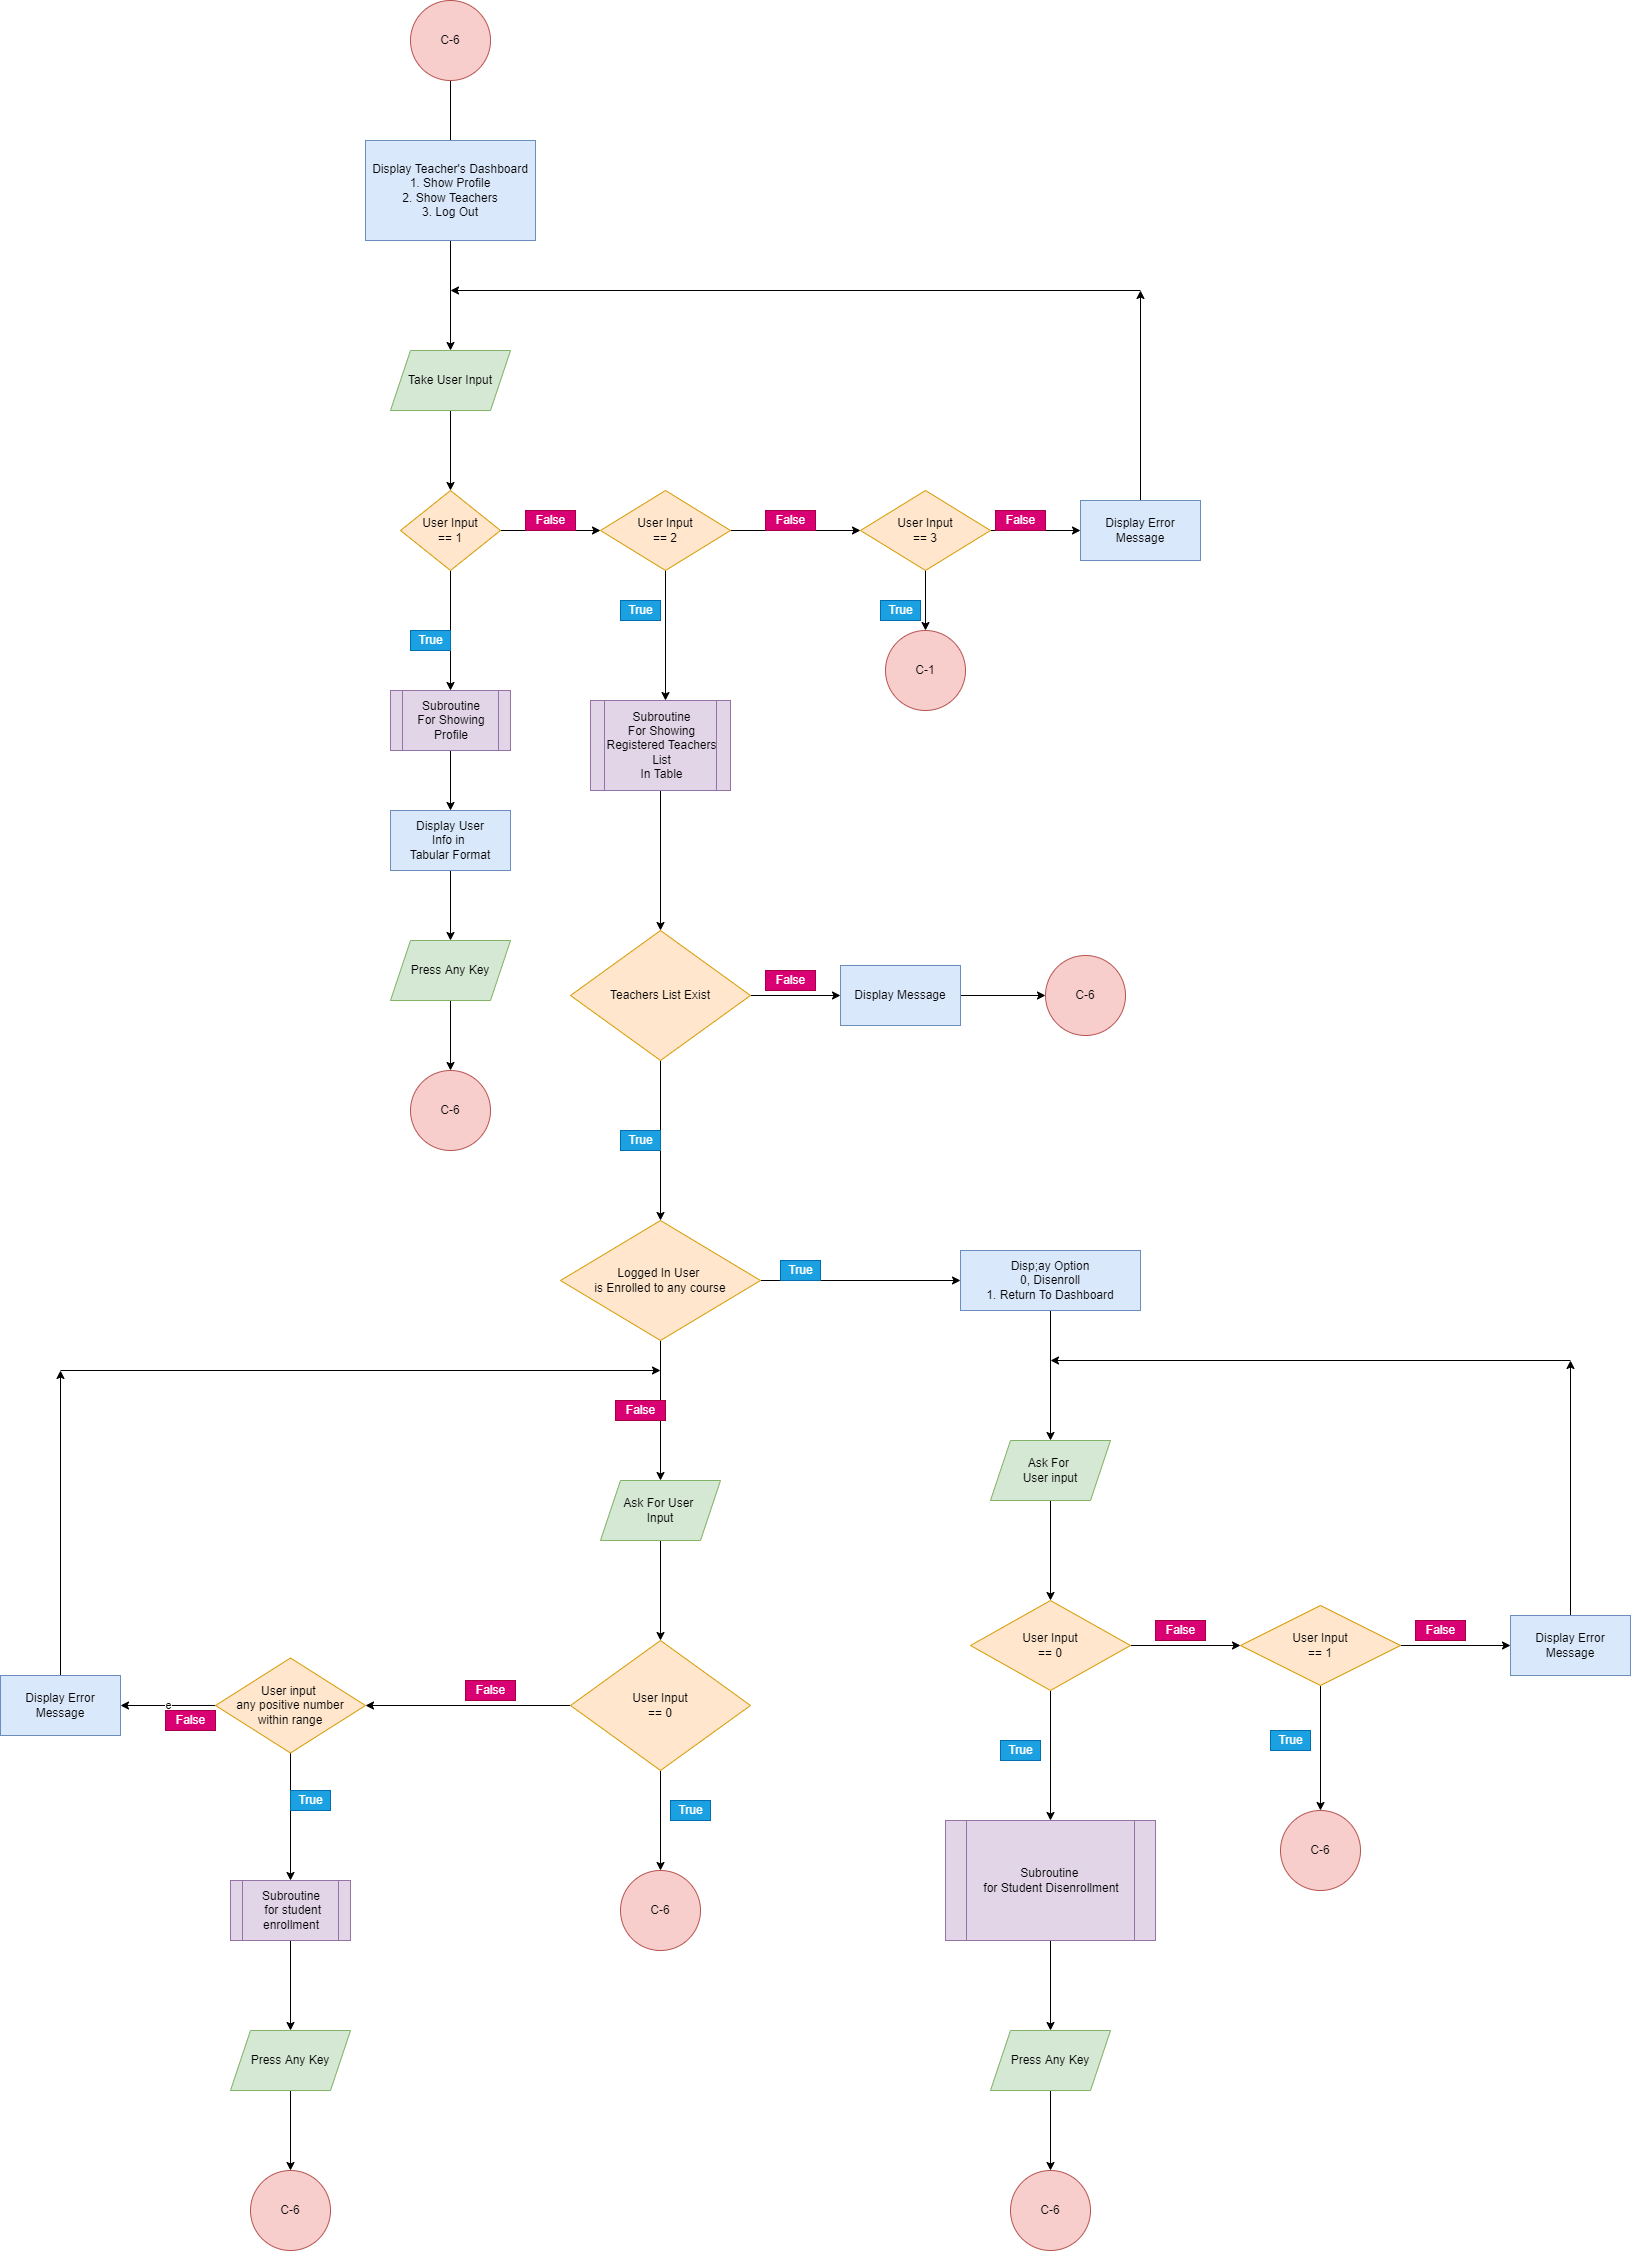 C-6
Display Teacher's Dashboard
1. Show Profile
2. Show Teachers
3. Log Out
Take User Input
User Input
== 1
False
User Input
== 2
False
User Input
== 3
False
Display Error
Message
True
True
True
C-1
Subroutine
For Showing
Profile
Subroutine
For Showing
Registered Teachers
List
In Table
Display User
Info in
Tabular Format
Press Any Key
Teachers List Exist
False
Display Message
C-6
C-6
True
Logged In User
is Enrolled to any course
True
Disp;ay Option
0, Disenroll
1. Return To Dashboard
False
Ask For User
Input
Ask For
User input
User Input
== 0
False
User Input
== 1
False
Display Error
Message
User Input
== 0
False
User input
any positive number
within range
e
False
Display Error
Message
True
True
True
True
C-6
C-6
Subroutine
for Student Disenrollment
Subroutine
for student
enrollment
Press Any Key
Press Any Key
C-6
C-6